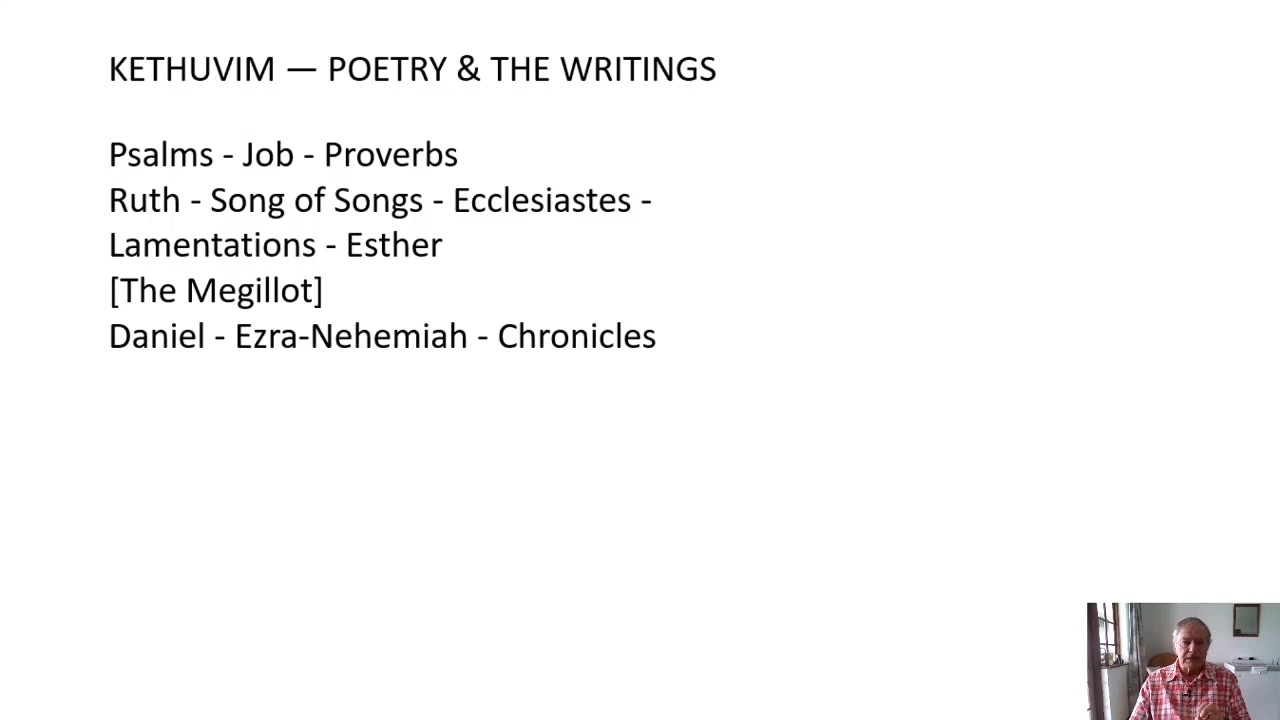 KETHUVIM — POETRY & THE WRITINGS
Psalms - Job - Proverbs
Ruth - Song of Songs - Ecclesiastes -
Lamentations - Esther
[The Megillot]
Daniel - Ezra-Nehemiah - Chronicles